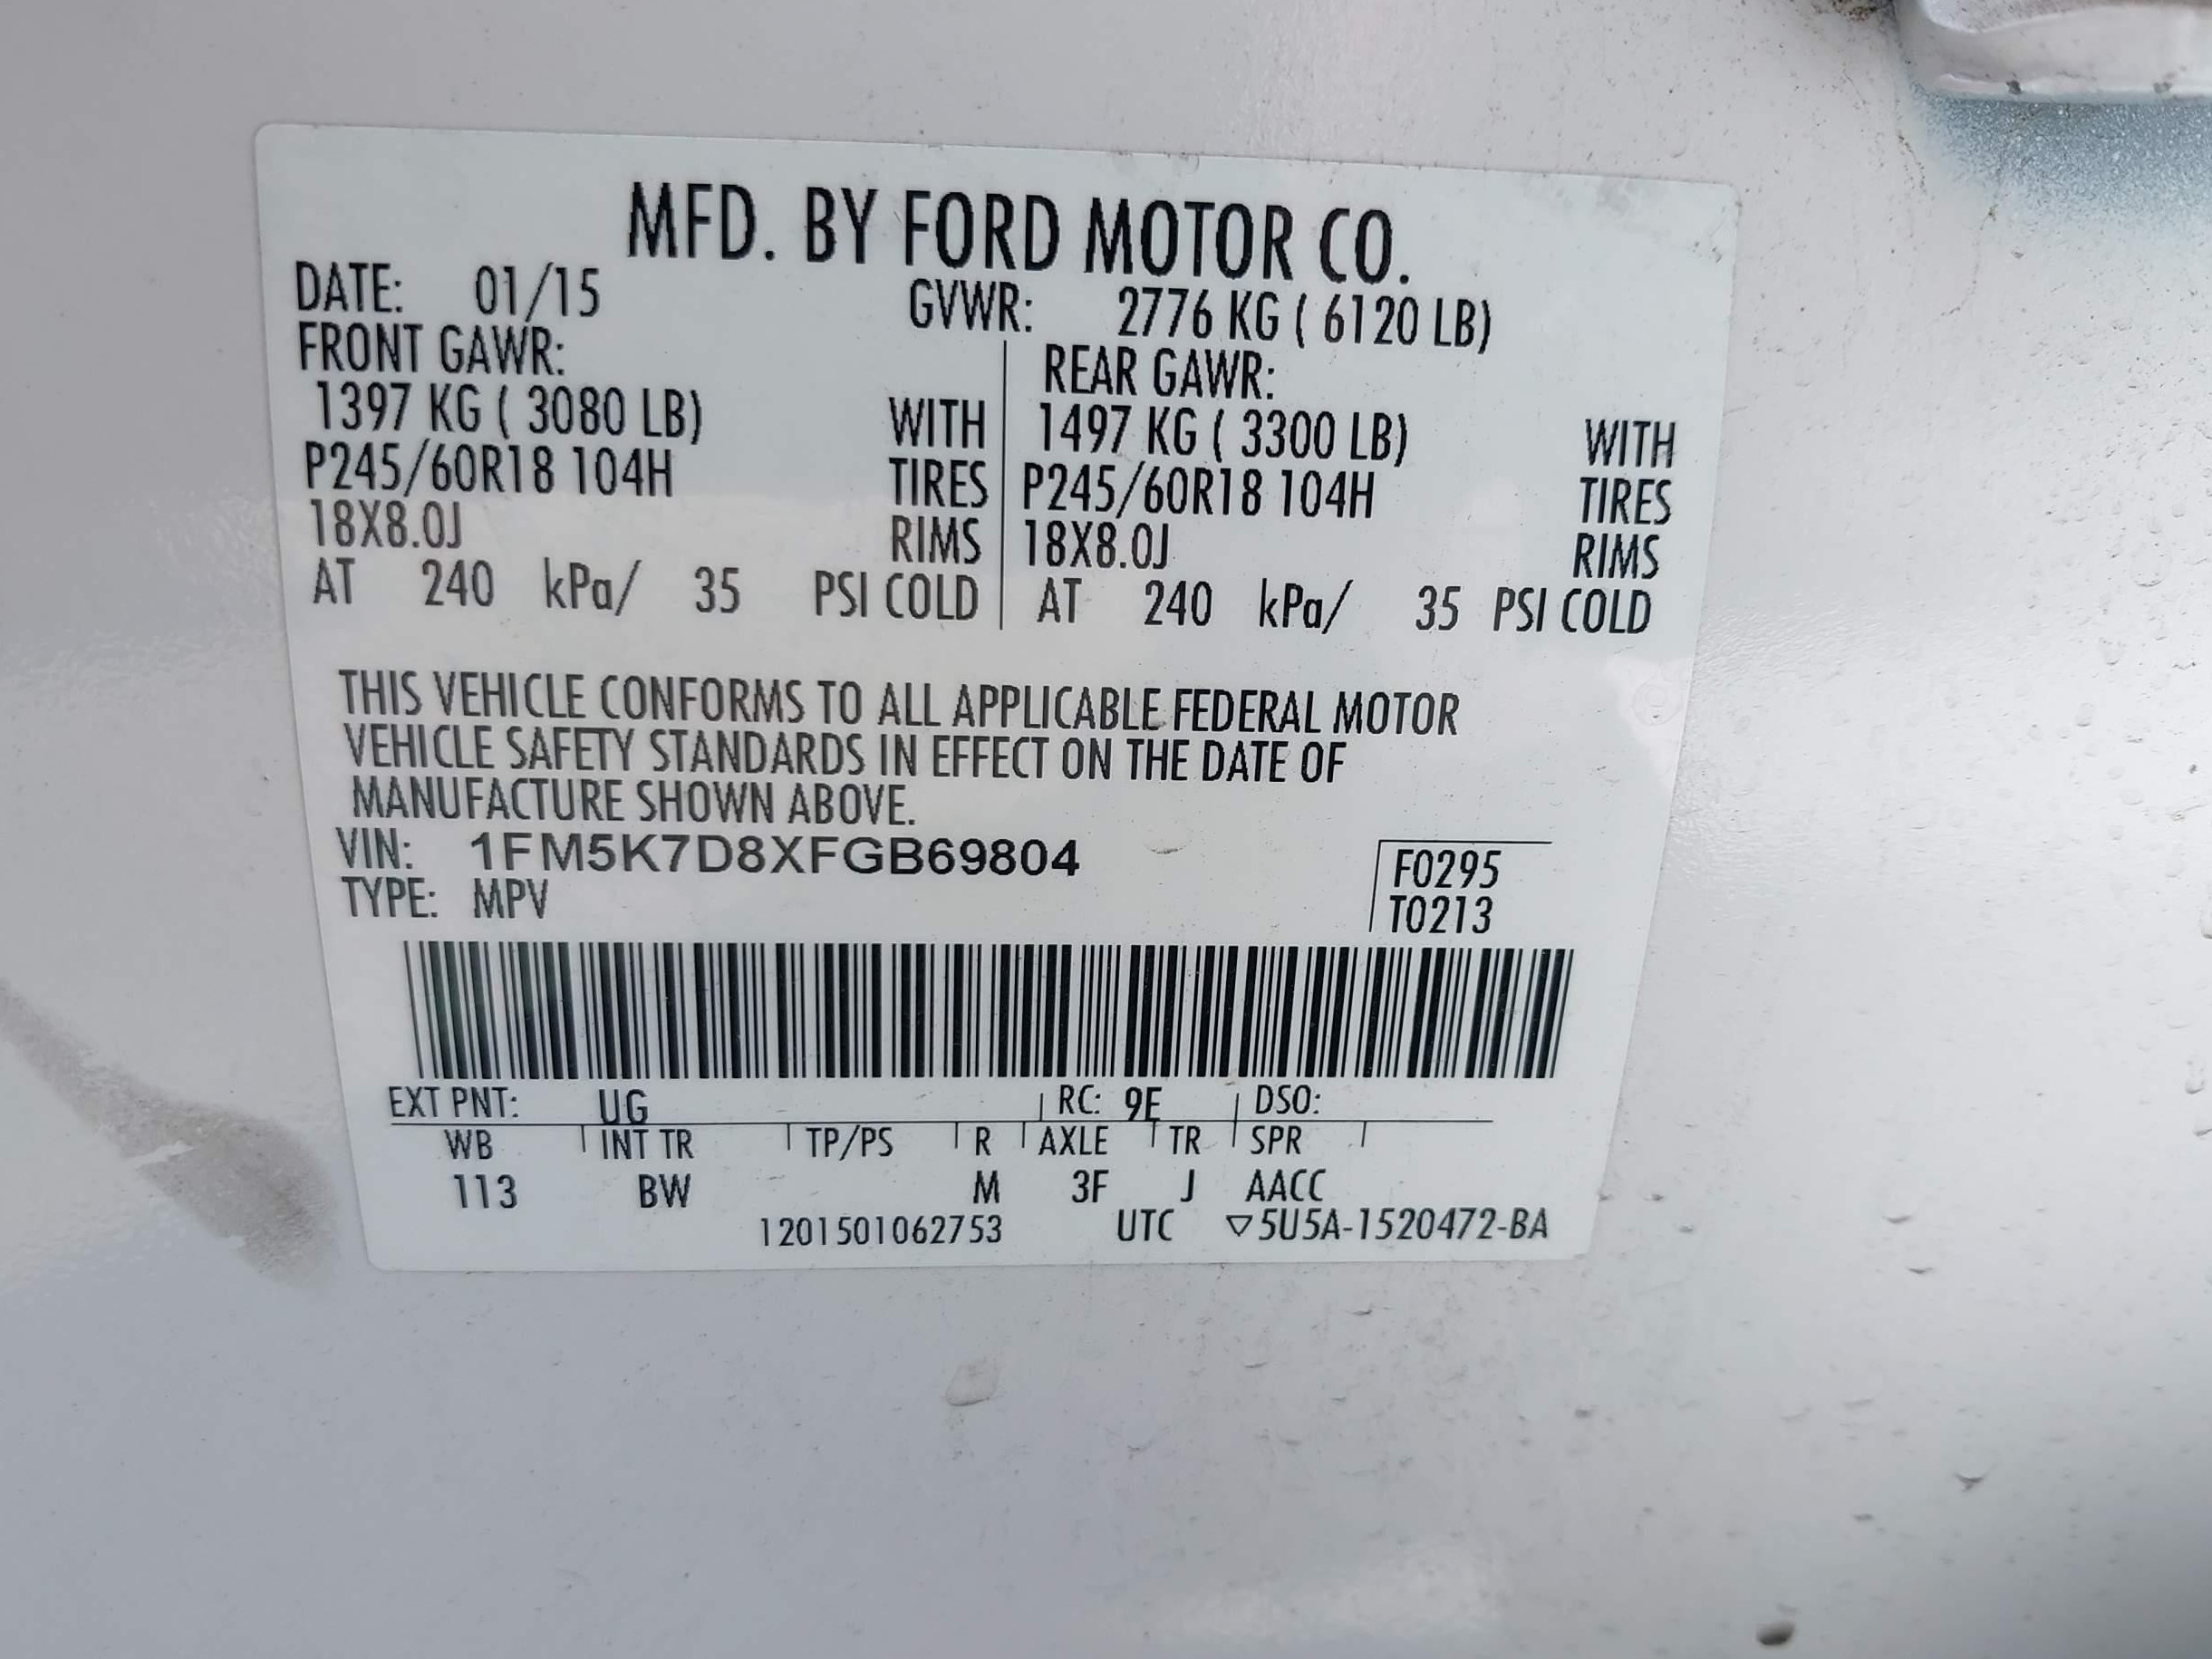 MFD. BY FORD MOTOR CO.
DATE: 01/15 GVWR: 2776 KG ( 6120 LB)
FRONT GAWR: REAR GAWR:
1397 KG ( 3080 LB) WITH 1497 KG ( 3300 LB) WITH
P245/60R18 104H TIRES P245/60R18 104H TIRES
18X8.0J RIMS 18X8.0J RIMS
AT 240 kPa/ 35 PSI COLD AT 240 kPa/ 35 PSI COLD
THIS VEHICLE CONFORMS TO ALL APPLICABLE FEDERAL MOTOR
VEHICLE SAFETY STANDARDS IN EFFECT ON THE DATE OF
MANUFACTURE SHOWN ABOVE.
VIN: 1FM5K7D8XFGB69804 F0295
TYPE: MPV T0213
EXT PNT: UG RC: 9E DSO:
WB INT TR TP/PS R AXLE TR SPR
113 BW M 3F J AACC
1201501062753 UTC ▽5U5A-1520472-BA